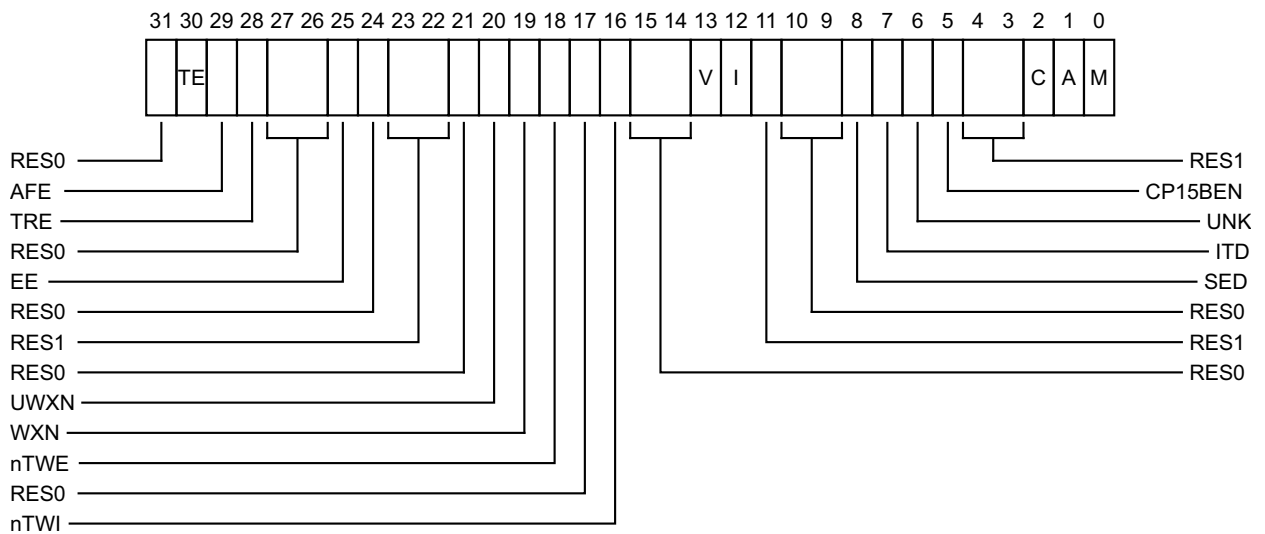 31 30 29 28 27 26 25 24 23 22 21 20 19 18 17 16 15 14 13 12 11 10 9 8 7 6 5 4 3 2 1 0
TE V I C A M
RES0 RES1
AFE CP15BEN
TRE UNK
RES0 ITD
EE SED
RES0 RES0
RES1 RES1
RES0 RES0
UWXN
WXN
nTWE
RES0
nTWI